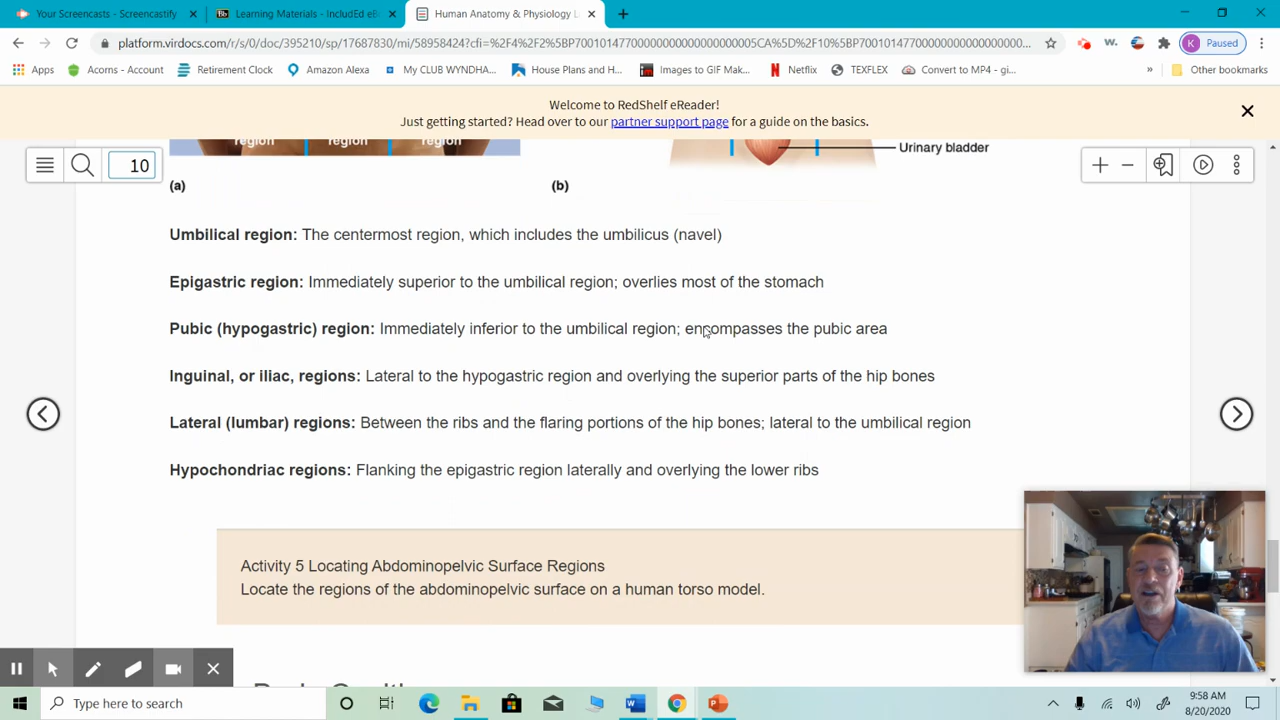 Your Screencasts - Screencastify
Learning Materials - IncludEd eB
Human Anatomy & Physiology L
platform.virdocs.com/r/s/0/doc/395210/sp/17687830/mi/58958424?cfi=%2F4%2F2%5BP7001014770000000000000000005CA%5D%2F10%5BP70010147700000000000000000...
Paused
Apps
Acorns - Account
Retirement Clock
Amazon Alexa
My CLUB WYNDHA...
House Plans and H...
Images to GIF Mak...
Netflix
TEXFLEX
Convert to MP4 - gi...
Other bookmarks
Welcome to RedShelf eReader!
Just getting started? Head over to our partner support page for a guide on the basics.
10
region region region
Urinary bladder
(a)
(b)
Umbilical region: The centermost region, which includes the umbilicus (navel)
Epigastric region: Immediately superior to the umbilical region; overlies most of the stomach
Pubic (hypogastric) region: Immediately inferior to the umbilical region; encompasses the pubic area
Inguinal, or iliac, regions: Lateral to the hypogastric region and overlying the superior parts of the hip bones
Lateral (lumbar) regions: Between the ribs and the flaring portions of the hip bones; lateral to the umbilical region
Hypochondriac regions: Flanking the epigastric region laterally and overlying the lower ribs
Activity 5 Locating Abdominopelvic Surface Regions
Locate the regions of the abdominopelvic surface on a human torso model.
Type here to search
9:58 AM
8/20/2020